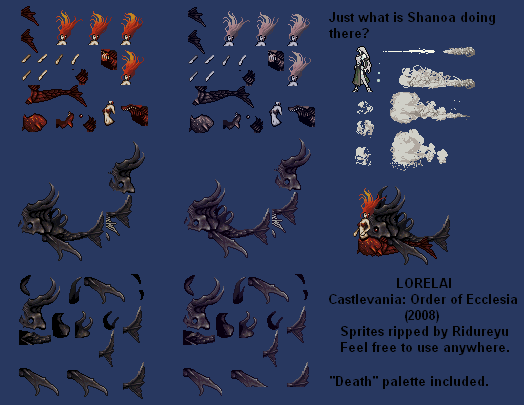 Just what is Shanoa doing
there?
LORELAI
Castlevania: Order of Ecclesia
(2008)
Sprites ripped by Ridureyu
Feel free to use anywhere.
"Death" palette included.